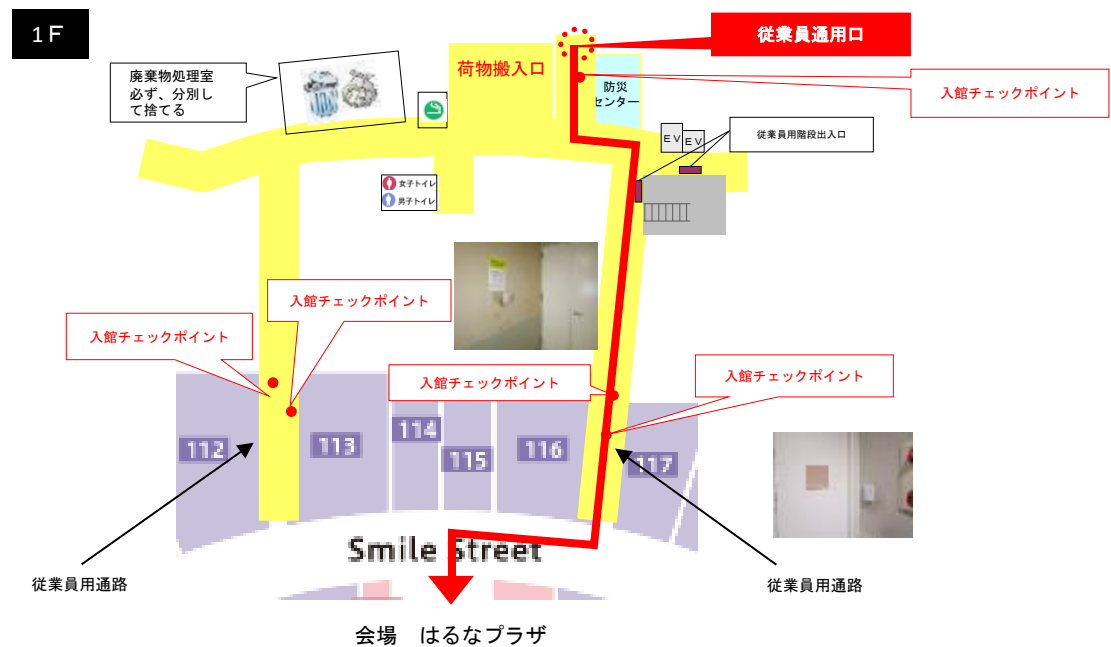 1F
従業員通用口
荷物搬入口
廃棄物処理室
必ず、分別し
て捨てる
防災
センター
入館チェックポイント
EV
EV
従業員用階段出入口
女子トイレ
男子トイレ
入館チェックポイント
入館チェックポイント
入館チェックポイント
入館チェックポイント
112
113
114
115
116
117
Smile Street
従業員用通路
従業員用通路
会場 はるなプラザ